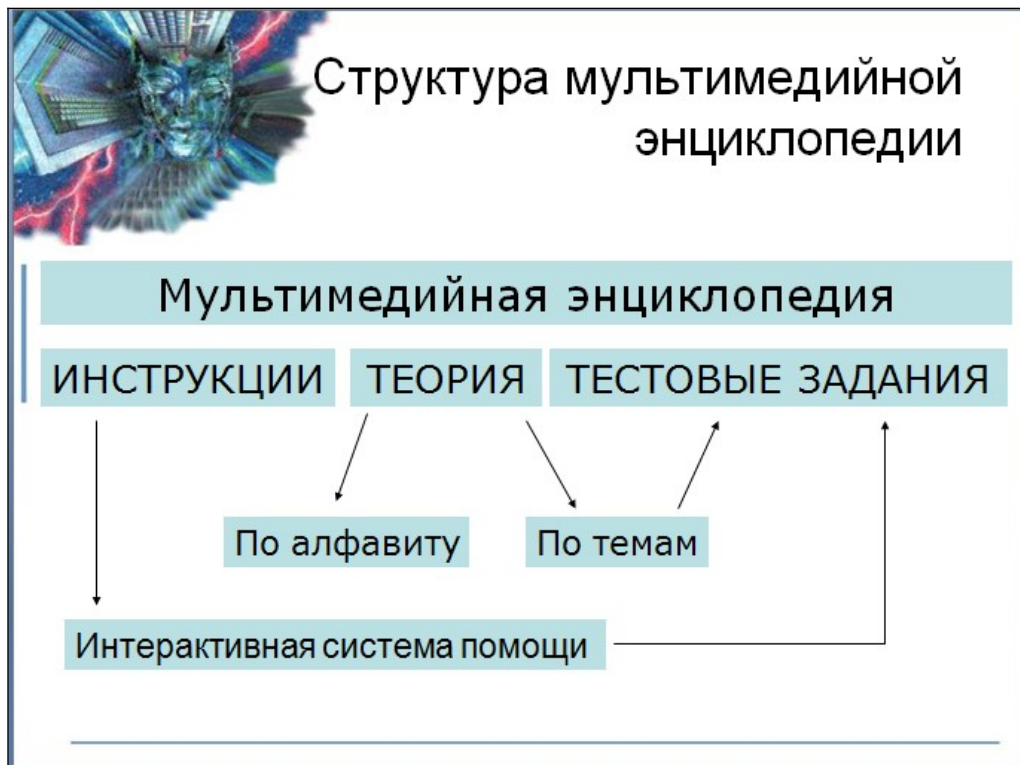 Структура мультимедийной
энциклопедии
Мультимедийная энциклопедия
ИНСТРУКЦИИ
ТЕОРИЯ
ТЕСТОВЫЕ ЗАДАНИЯ
По алфавиту
По темам
Интерактивная система помощи